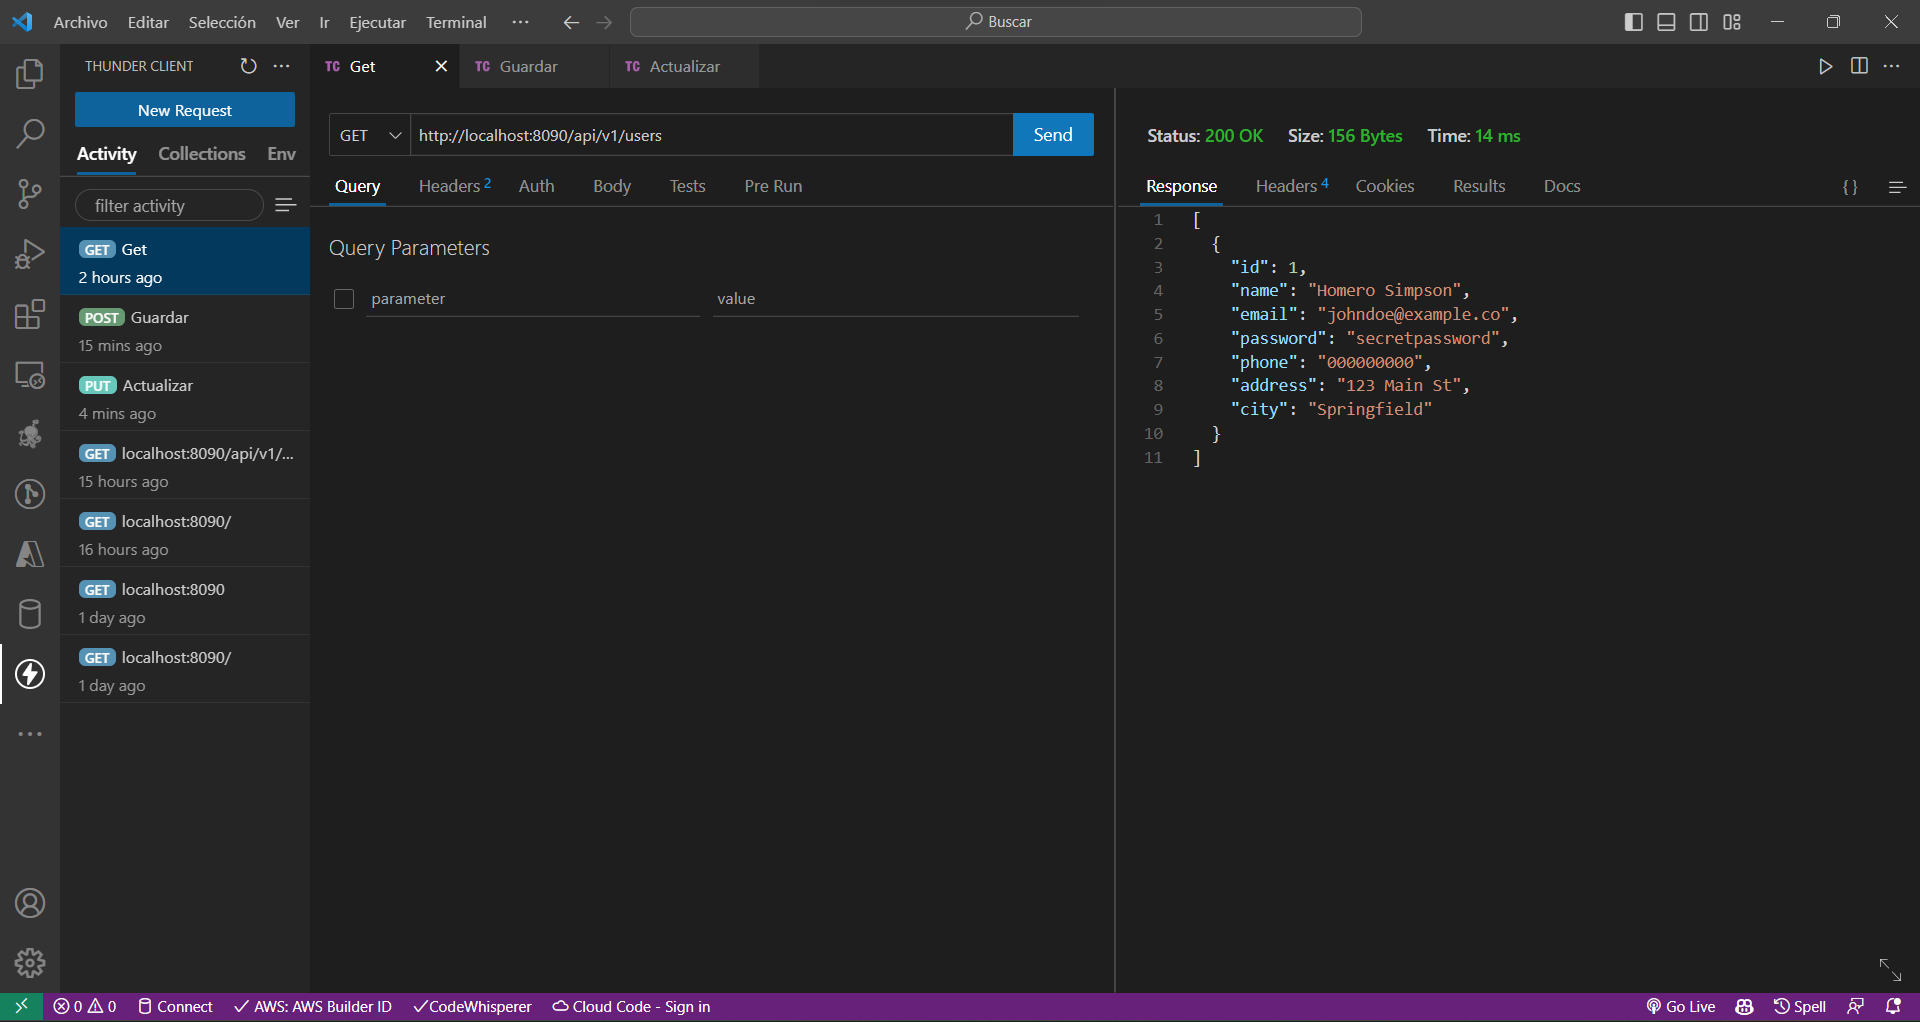 Archivo Editar Selección Ver Ir Ejecutar Terminal ··· Buscar
THUNDER CLIENT ···
New Request
Activity Collections Env
filter activity
GET Get
2 hours ago
POST Guardar
15 mins ago
PUT Actualizar
4 mins ago
GET localhost:8090/api/v1/...
15 hours ago
GET localhost:8090/
16 hours ago
GET localhost:8090
1 day ago
GET localhost:8090/
1 day ago
TC Get TC Guardar TC Actualizar
GET http://localhost:8090/api/v1/users Send
Query Headers 2 Auth Body Tests Pre Run
Query Parameters
parameter value
Status: 200 OK Size: 156 Bytes Time: 14 ms
Response Headers 4 Cookies Results Docs { }
1 [
2 {
3 "id": 1,
4 "name": "Homero Simpson",
5 "email": "johndoe@example.co",
6 "password": "secretpassword",
7 "phone": "000000000",
8 "address": "123 Main St",
9 "city": "Springfield"
10 }
11 ]
0 0 Connect AWS: AWS Builder ID CodeWhisperer Cloud Code - Sign in Go Live Spell